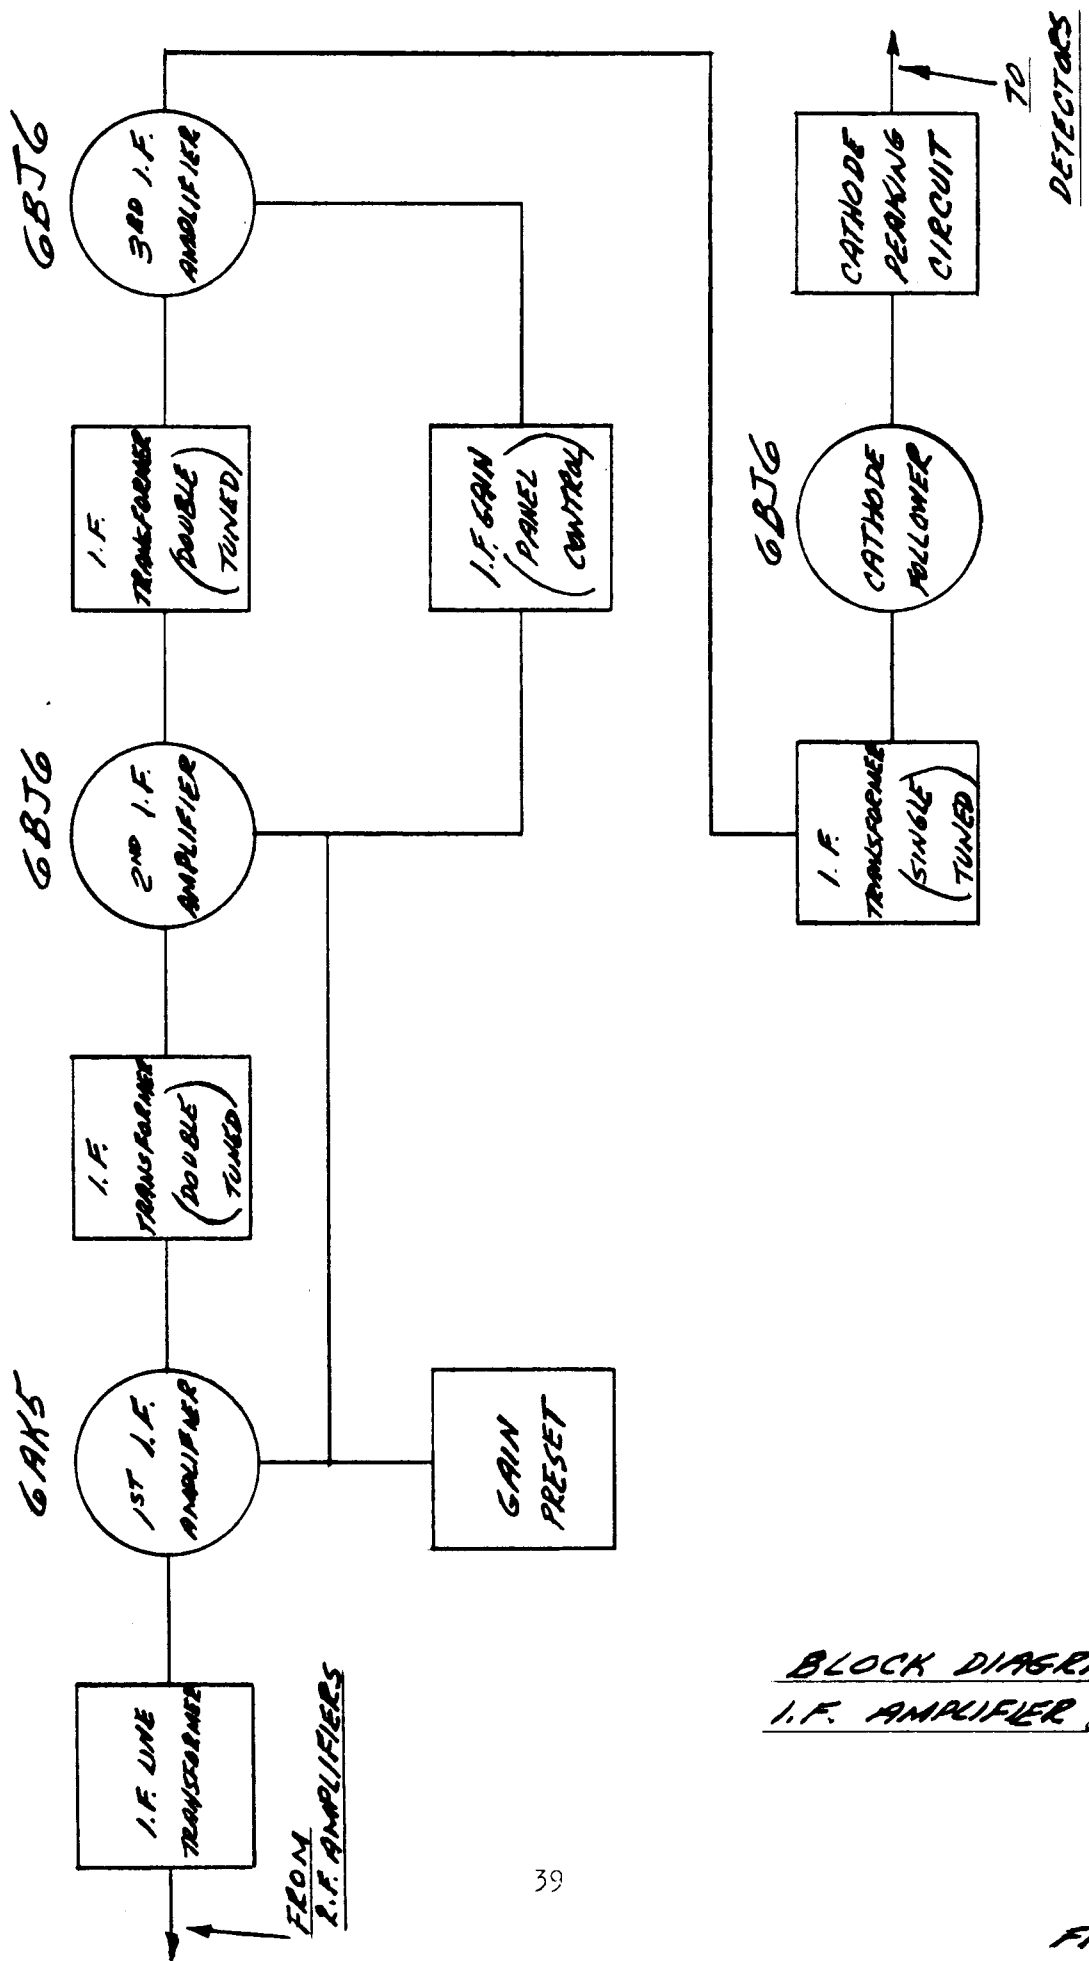 6AK5
6BJ6
6BJ6
I.F. LINE
TRANSFORMER
1ST I.F.
AMPLIFIER
I.F.
TRANSFORMER
(DOUBLE
TUNED)
2ND I.F.
AMPLIFIER
I.F.
TRANSFORMER
(DOUBLE
TUNED)
3RD I.F.
AMPLIFIER
FROM
R.F. AMPLIFIERS
GAIN
PRESET
I.F. GAIN
(PANEL
CONTROL)
6BJ6
I.F.
TRANSFORMER
(SINGLE
TUNED)
CATHODE
FOLLOWER
CATHODE
PEAKING
CIRCUIT
TO
DETECTORS
BLOCK DIAGR
I.F. AMPLIFIER
39